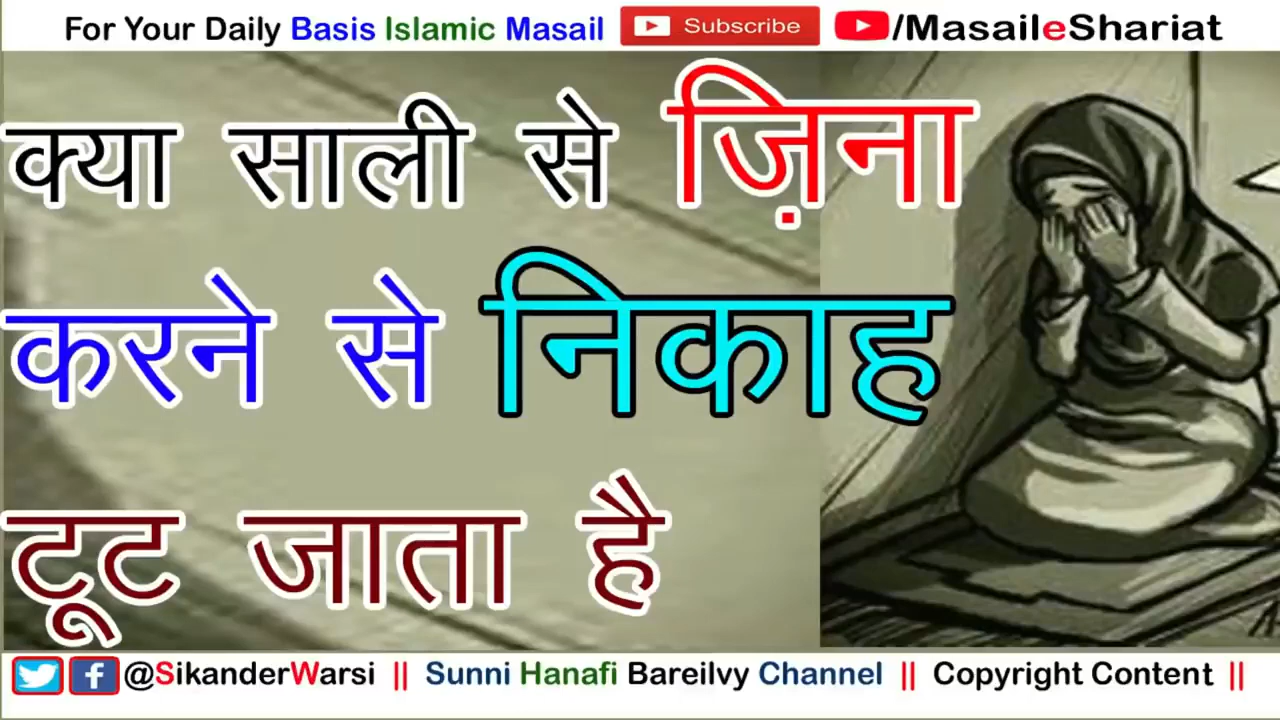 For Your Daily Basis Islamic Masail Subscribe /MasaileShariat
क्या साली से ज़िना
करने से निकाह
टूट जाता है
@SikanderWarsi || Sunni Hanafi Bareilvy Channel || Copyright Content ||